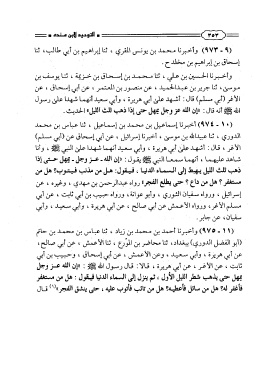 التوحيد لابن منده
٣٥٣
(٩ - ٩٧٣) وأخبرنا محمد بن يونس المقري، ثنا إبراهيم بن أبي طالب، ثنا
إسحاق بن إبراهيم بن مخلد ح.
وأخبرنا الحسين بن علي، ثنا محمد بن إسحاق بن خزيمة، ثنا يوسف بن
موسى، ثنا جرير بن عبدالحميد، عن منصور بن المعتمر، عن أبي إسحاق، عن
الأغر (أبي مسلم) قال: أشهد على أبي هريرة، وأبي سعيد أنهما شهدا على رسول
الله ﷺ أنه قال: «إن الله عز وجل يمهل حتى إذا ذهب ثلث الليل» الحديث.
(١٠ - ٩٧٤) أخبرنا إسماعيل بن محمد بن إسماعيل، ثنا عباس بن محمد
الدوري، ثنا عبيدالله بن موسى، أخبرنا إسرائيل، عن أبي إسحاق عن (أبي مسلم)
الأغر، قال: أشهد على أبي هريرة، وأبي سعيد أنهما شهدا على النبي ﷺ وأنا
شاهد عليهما، أنهما سمعا النبي ﷺ يقول: «إن الله عز وجل يمهل حتى إذا
ذهب ثلث الليل يهبط إلى السماء الدنيا، فيقول: هل من مذنب فيتوب؟ هل من
مستغفر؟ هل من داع؟ حتى يطلع الفجر» رواه عبدالرحمن بن مهدي، وغيره، عن
إسرائيل، ورواه سفيان الثوري، وأبو عوانة، ورواه حبيب بن أبي ثابت، عن أبي
مسلم الأغر، ورواه الأعمش عن أبي صالح، عن أبي هريرة، وأبي سعيد، وأبي
سفيان، عن جابر.
(١١ - ٩٧٥) وأخبرنا أحمد بن محمد بن زياد، ثنا عباس بن محمد بن حاتم
(أبو الفضل الدوري) ببغداد، ثنا محاضر بن المورع، ثنا الأعمش، عن أبي صالح،
عن أبي هريرة، وأبي سعيد، وعن الأعمش، عن أبي إسحاق، وحبيب بن أبي
ثابت، عن الأغر، عن أبي هريرة، قالا: قال رسول الله ﷺ: «إن الله عز وجل
يمهل حتى يذهب شطر الليل الأول، ثم ينزل إلى السماء الدنيا فيقول: هل من مستغفر
فأغفر له؟ هل من سائل فأعطيه؟ هل من تائب فأتوب عليه، حتى ينشق الفجر»(١) قال